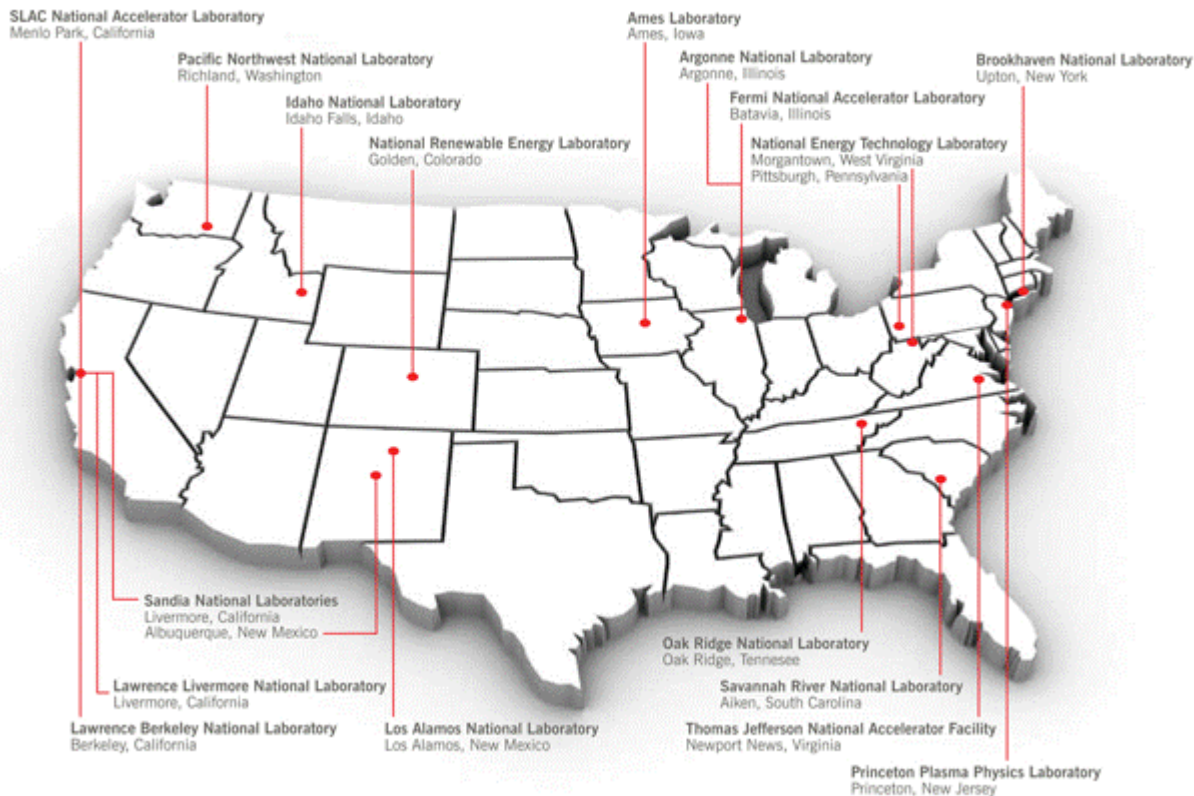 SLAC National Accelerator Laboratory
Menlo Park, California
Pacific Northwest National Laboratory
Richland, Washington
Idaho National Laboratory
Idaho Falls, Idaho
National Renewable Energy Laboratory
Golden, Colorado
Ames Laboratory
Ames, Iowa
Argonne National Laboratory
Argonne, Illinois
Fermi National Accelerator Laboratory
Batavia, Illinois
National Energy Technology Laboratory
Morgantown, West Virginia
Pittsburgh, Pennsylvania
Brookhaven National Laboratory
Upton, New York
Sandia National Laboratories
Livermore, California
Albuquerque, New Mexico
Lawrence Livermore National Laboratory
Livermore, California
Lawrence Berkeley National Laboratory
Berkeley, California
Los Alamos National Laboratory
Los Alamos, New Mexico
Oak Ridge National Laboratory
Oak Ridge, Tennesee
Savannah River National Laboratory
Aiken, South Carolina
Thomas Jefferson National Accelerator Facility
Newport News, Virginia
Princeton Plasma Physics Laboratory
Princeton, New Jersey